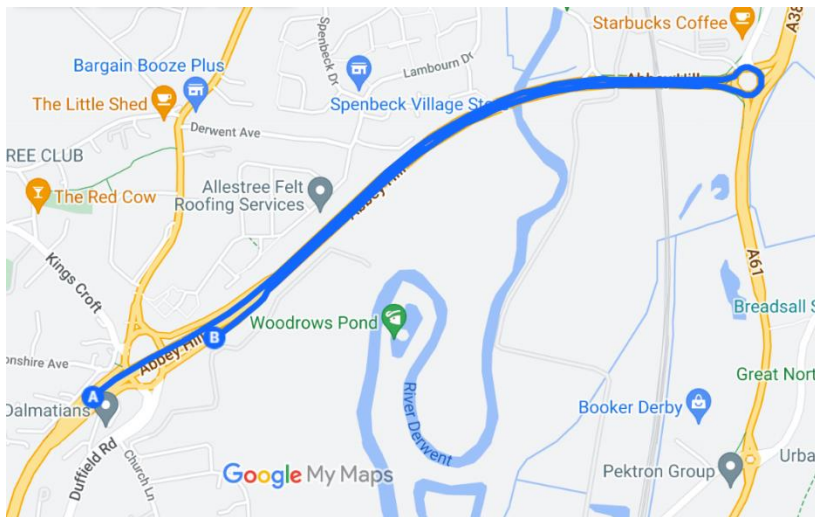 Starbucks Coffee
A38
Spenbeck Dr
Lambourn Dr
Bargain Booze Plus
Abbey Hill
The Little Shed
Spenbeck Village Sto
Derwent Ave
REE CLUB
Allestree Felt
Roofing Services
Abbey Hill
The Red Cow
Kings Croft
A61
Woodrows Pond
Breadsall S
B
Abbey Hill
onshire Ave
Great Nort
A
River Derwent
Dalmatians
Booker Derby
Duffield Rd
Church Ln
Urba
Pektron Group
Google My Maps